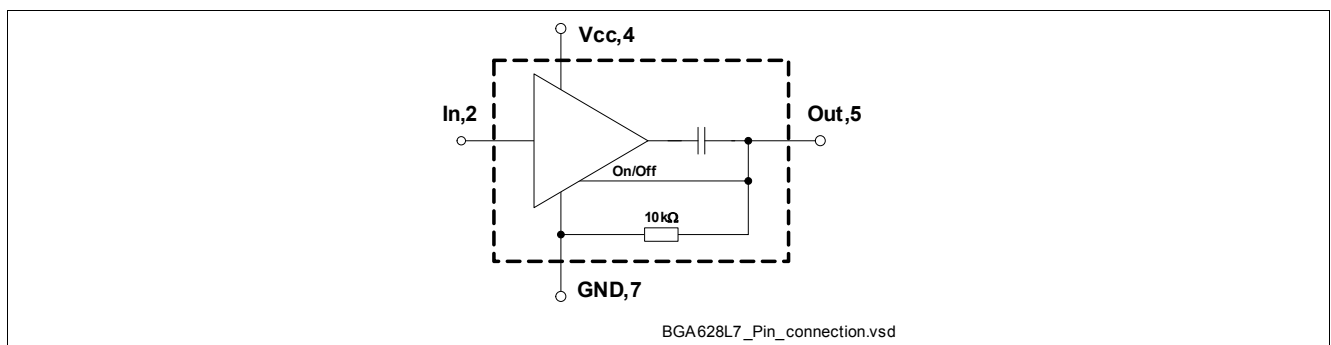 Vcc,4
In,2
Out,5
On/Off
10kΩ
GND,7
BGA628L7_Pin_connection.vsd